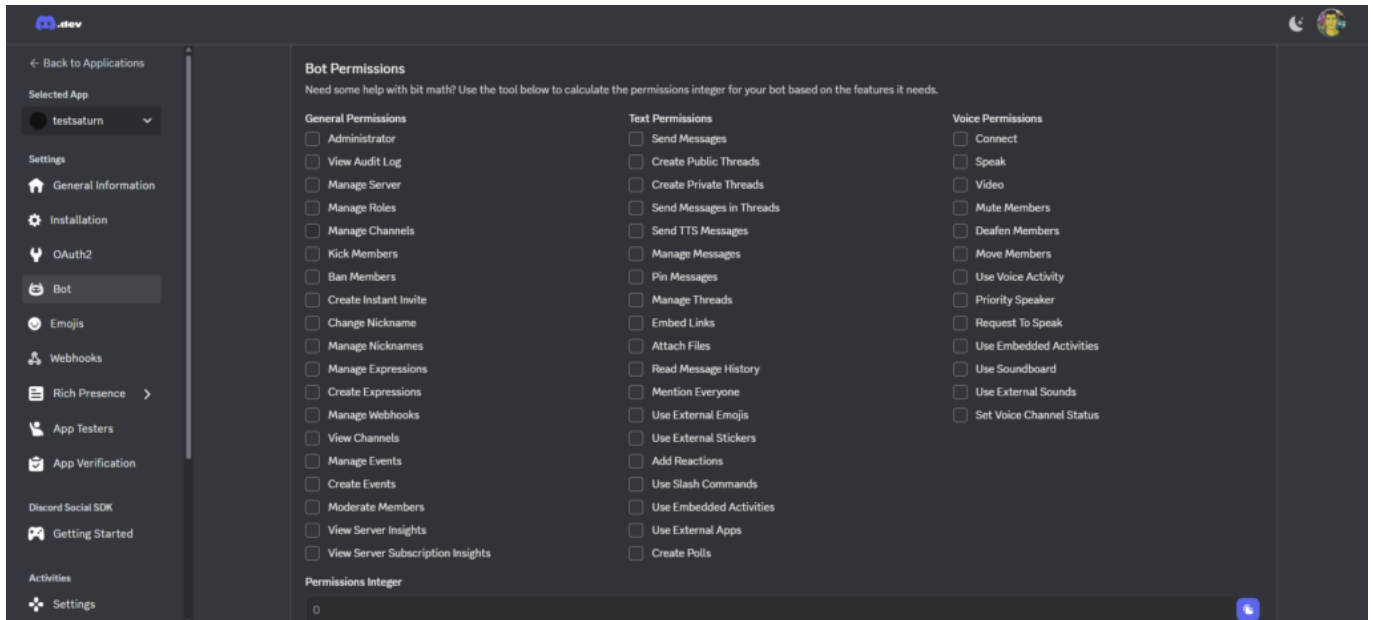 .dev
← Back to Applications
Selected App
testsaturn
Settings
General Information
Installation
OAuth2
Bot
Emojis
Webhooks
Rich Presence
App Testers
App Verification
Discord Social SDK
Getting Started
Activities
Settings
Bot Permissions
Need some help with bit math? Use the tool below to calculate the permissions integer for your bot based on the features it needs.
General Permissions
Administrator
View Audit Log
Manage Server
Manage Roles
Manage Channels
Kick Members
Ban Members
Create Instant Invite
Change Nickname
Manage Nicknames
Manage Expressions
Create Expressions
Manage Webhooks
View Channels
Manage Events
Create Events
Moderate Members
View Server Insights
View Server Subscription Insights
Text Permissions
Send Messages
Create Public Threads
Create Private Threads
Send Messages in Threads
Send TTS Messages
Manage Messages
Pin Messages
Manage Threads
Embed Links
Attach Files
Read Message History
Mention Everyone
Use External Emojis
Use External Stickers
Add Reactions
Use Slash Commands
Use Embedded Activities
Use External Apps
Create Polls
Voice Permissions
Connect
Speak
Video
Mute Members
Deafen Members
Move Members
Use Voice Activity
Priority Speaker
Request To Speak
Use Embedded Activities
Use Soundboard
Use External Sounds
Set Voice Channel Status
Permissions Integer
0